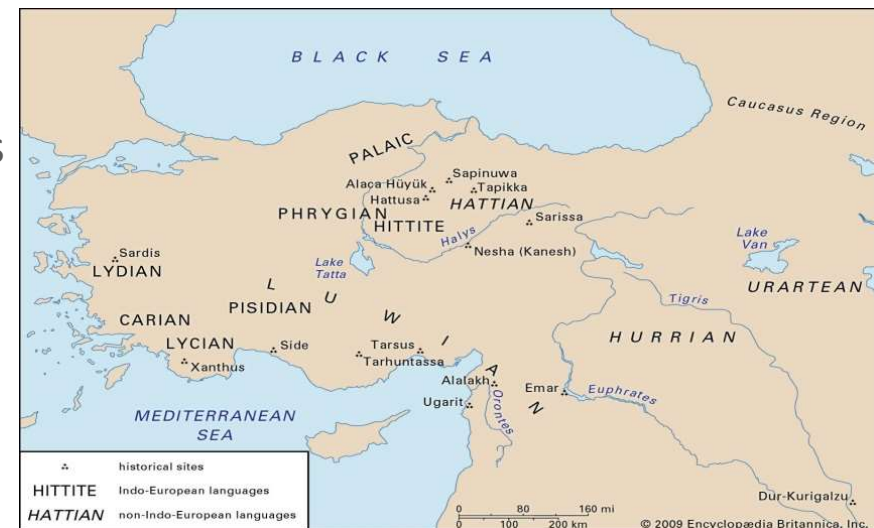 S
BLACK SEA
Caucasus Region
PALAIC
Sapinuwa
Alaca Hüyük
Tapikka
Hattusa
HATTIAN
PHRYGIAN
HITTITE
Sarissa
Halys
Nesha (Kanesh)
Lake
Van
Sardis
LYDIAN
Lake
Tatta
URARTEAN
Tigris
LUWIAN
PISIDIAN
CARIAN
HURRIAN
LYCIAN
Side
Tarsus
Xanthus
Tarhuntassa
Alalakh
Emar
Euphrates
Ugarit
Orontes
MEDITERRANEAN
SEA
historical sites
HITTITE Indo-European languages
HATTIAN non-Indo-European languages
Dūr-Kurigalzu
0 80 160 mi
0 100 200 km
© 2009 Encyclopædia Britannica, Inc.